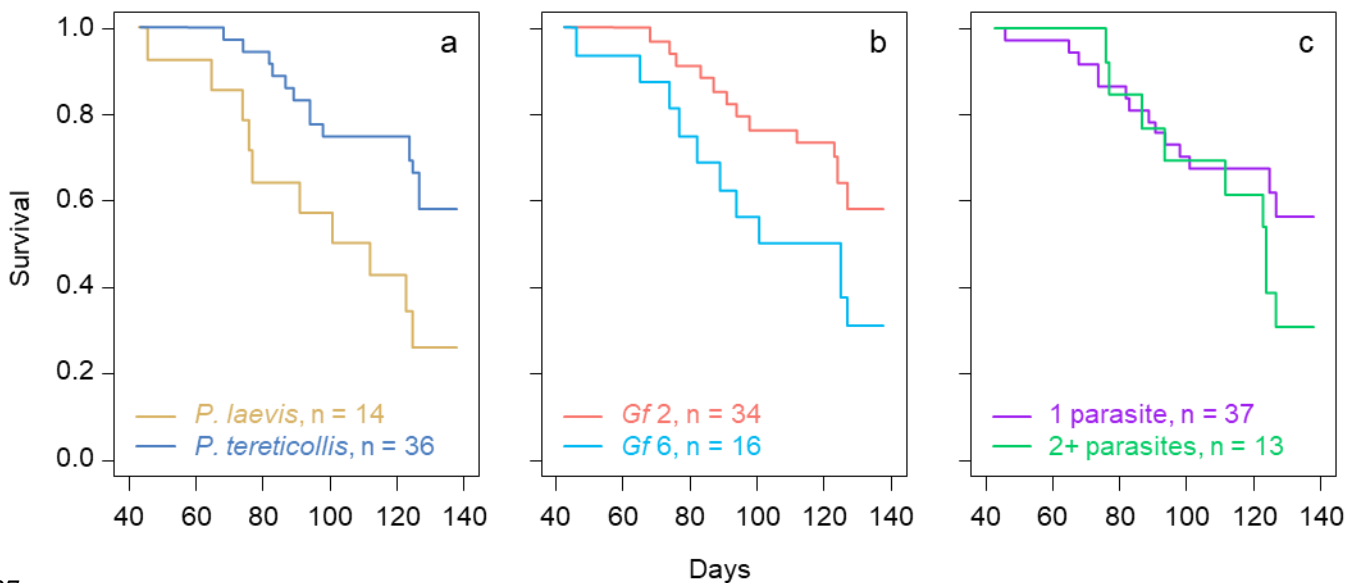 1.0
0.8
0.6
0.4
0.2
0.0
Survival
a
P. laevis, n = 14
P. tereticollis, n = 36
40 60 80 100 120 140
b
Gf 2, n = 34
Gf 6, n = 16
40 60 80 100 120 140
c
1 parasite, n = 37
2+ parasites, n = 13
40 60 80 100 120 140
Days